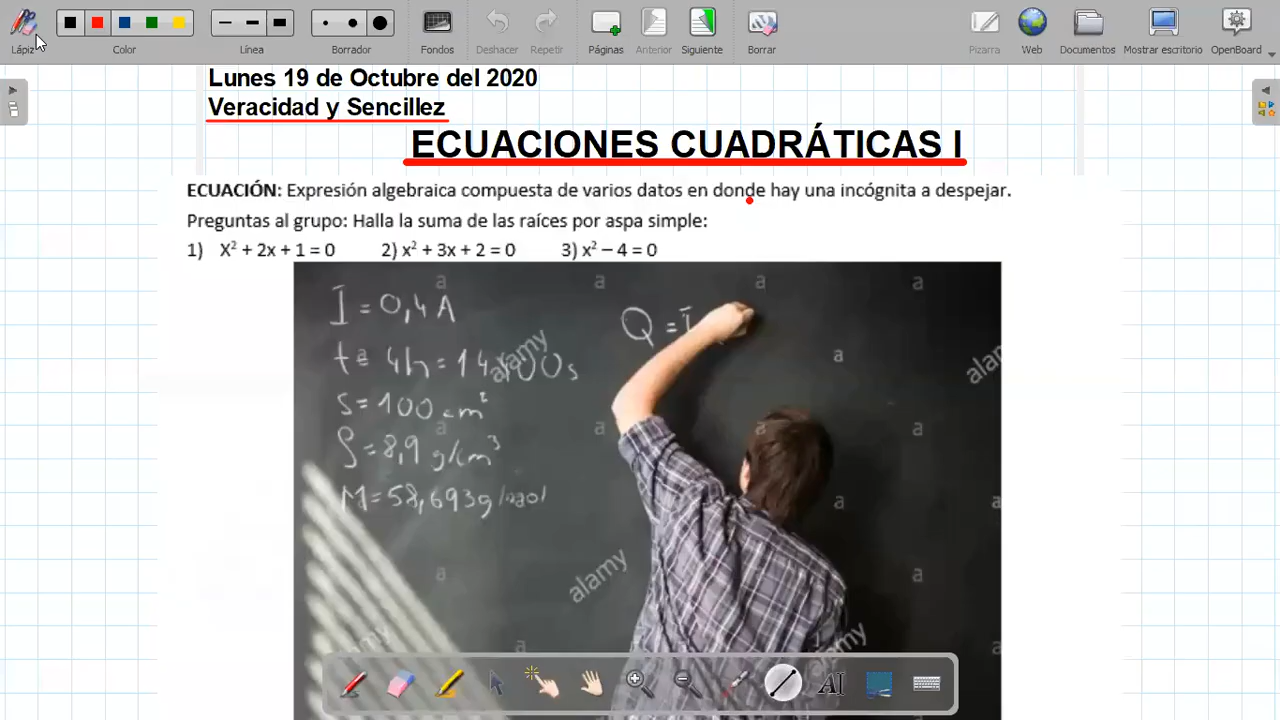 Lápiz Color Línea Borrador Fondos Deshacer Repetir Páginas Anterior Siguiente Borrar Pizarra Web Documentos Mostrar escritorio OpenBoard
Lunes 19 de Octubre del 2020
Veracidad y Sencillez
ECUACIONES CUADRÁTICAS I
ECUACIÓN: Expresión algebraica compuesta de varios datos en donde hay una incógnita a despejar.
Preguntas al grupo: Halla la suma de las raíces por aspa simple:
1) X² + 2x + 1 = 0 2) x² + 3x + 2 = 0 3) x² – 4 = 0
I = 0,4 A
Q = I
t = 4h = 14400s
S = 100 cm²
ρ = 8,9 g/cm³
M = 58,693g/mol
alamy
alamy
alamy
AI